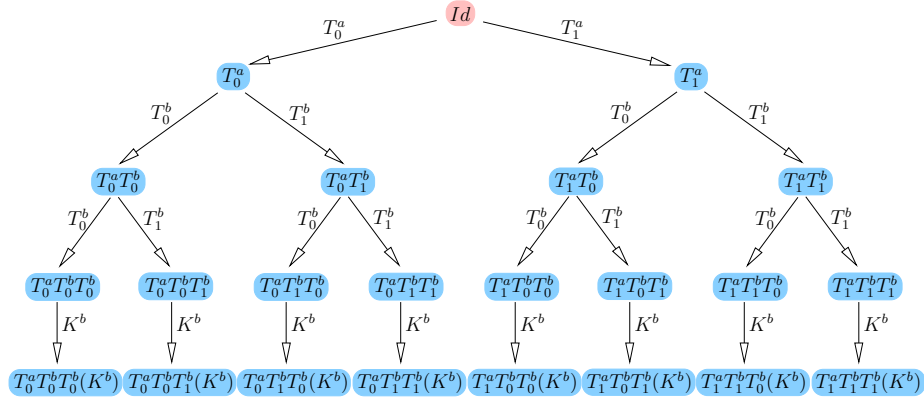 Id
T_0^a T_1^a
T_0^a T_1^a
T_0^b T_1^b T_0^b T_1^b
T_0^a T_0^b T_0^a T_1^b T_1^a T_0^b T_1^a T_1^b
T_0^b T_1^b T_0^b T_1^b T_0^b T_1^b T_0^b T_1^b
T_0^a T_0^b T_0^b T_0^a T_0^b T_1^b T_0^a T_1^b T_0^b T_0^a T_1^b T_1^b T_1^a T_0^b T_0^b T_1^a T_0^b T_1^b T_1^a T_1^b T_0^b T_1^a T_1^b T_1^b
K^b K^b K^b K^b K^b K^b K^b K^b
T_0^a T_0^b T_0^b (K^b) T_0^a T_0^b T_1^b (K^b) T_0^a T_1^b T_0^b (K^b) T_0^a T_1^b T_1^b (K^b) T_1^a T_0^b T_0^b (K^b) T_1^a T_0^b T_1^b (K^b) T_1^a T_1^b T_0^b (K^b) T_1^a T_1^b T_1^b (K^b)